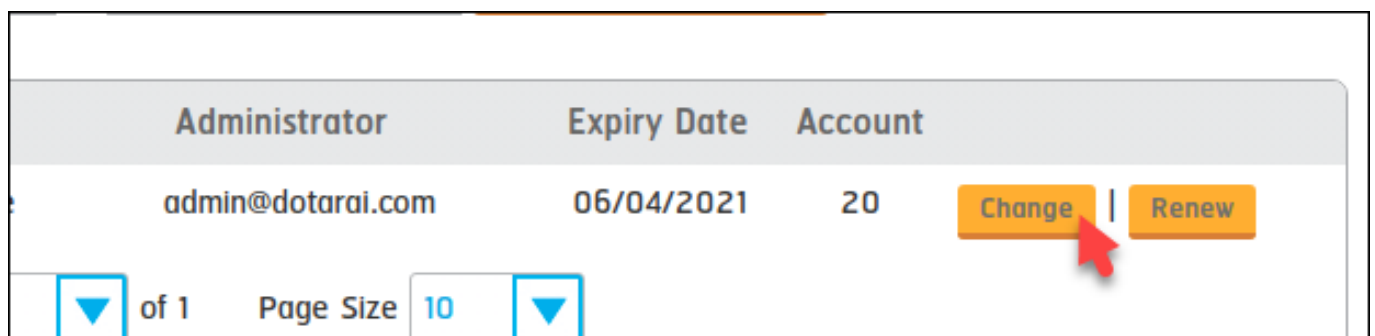 Administrator Expiry Date Account
admin@dotarai.com 06/04/2021 20 Change | Renew
of 1 Page Size 10